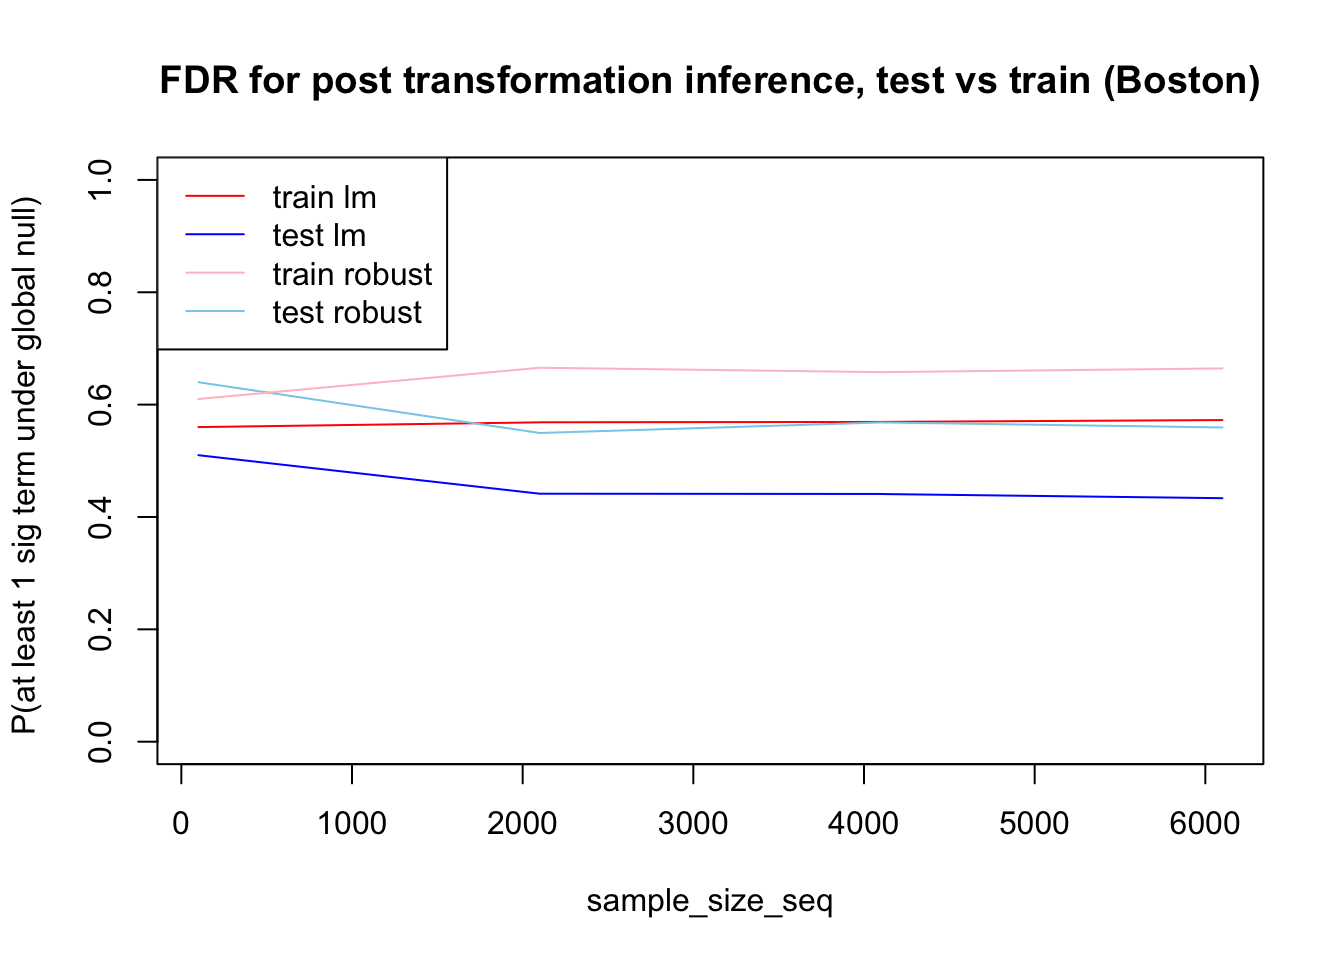 FDR for post transformation inference, test vs train (Boston)
train lm
test lm
train robust
test robust
P(at least 1 sig term under global null)
1.0
0.8
0.6
0.4
0.2
0.0
0 1000 2000 3000 4000 5000 6000
sample_size_seq